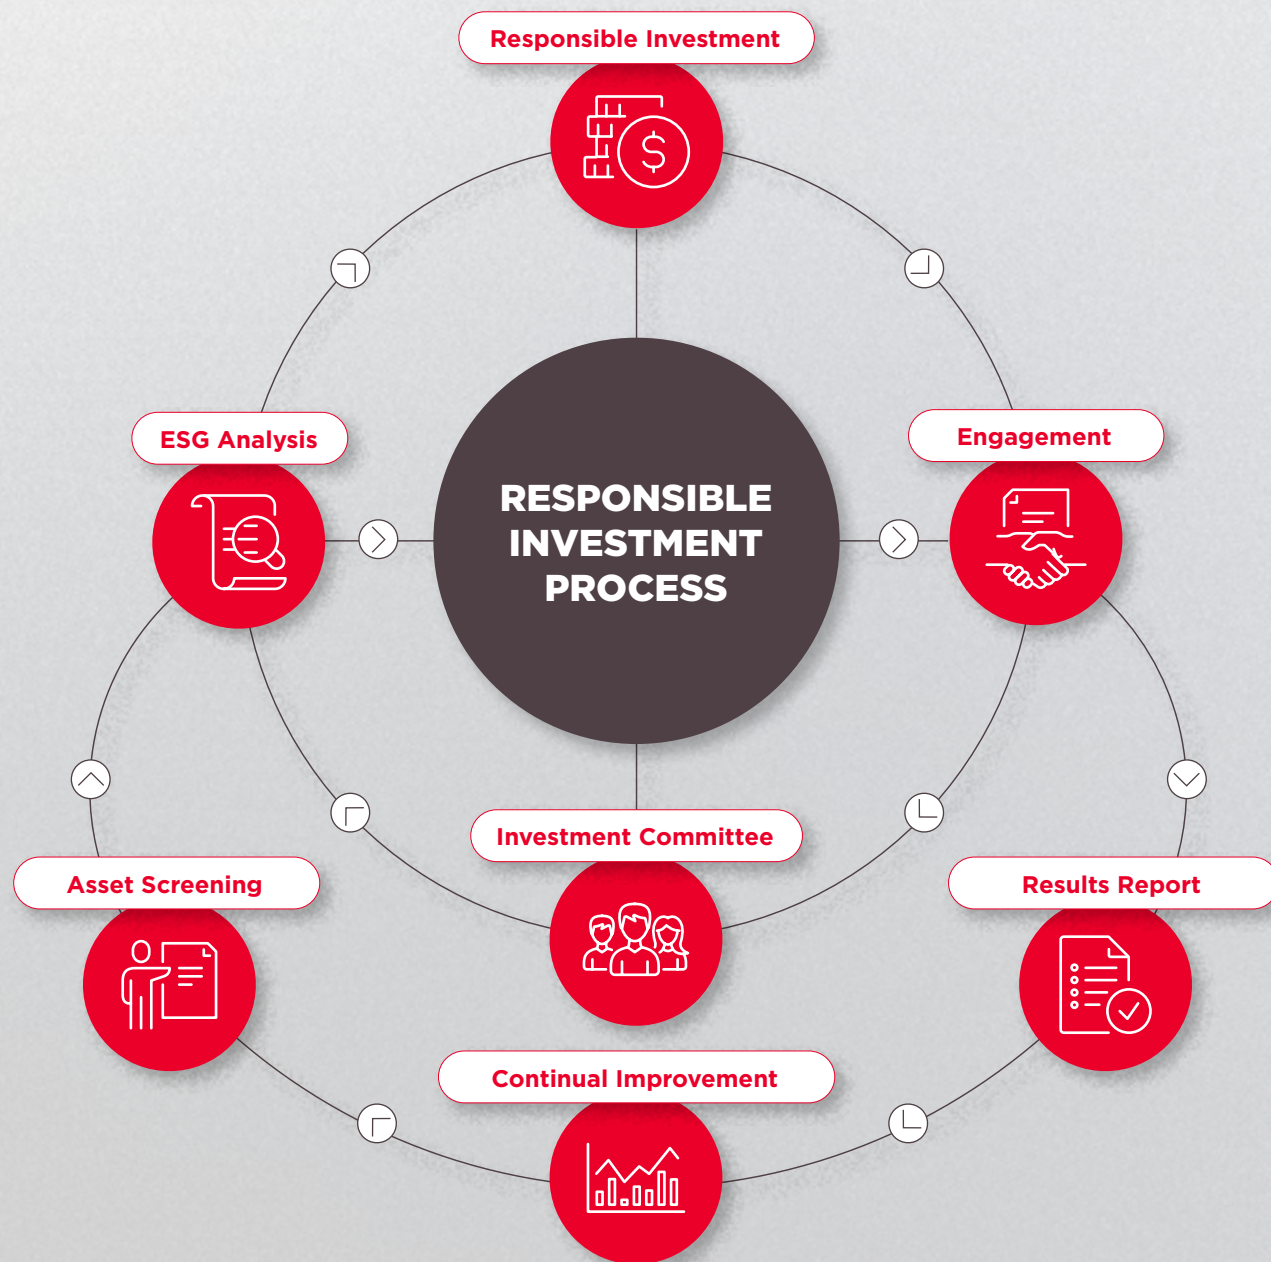 Responsible Investment
ESG Analysis
Engagement
RESPONSIBLE
INVESTMENT
PROCESS
Investment Committee
Asset Screening
Results Report
Continual Improvement